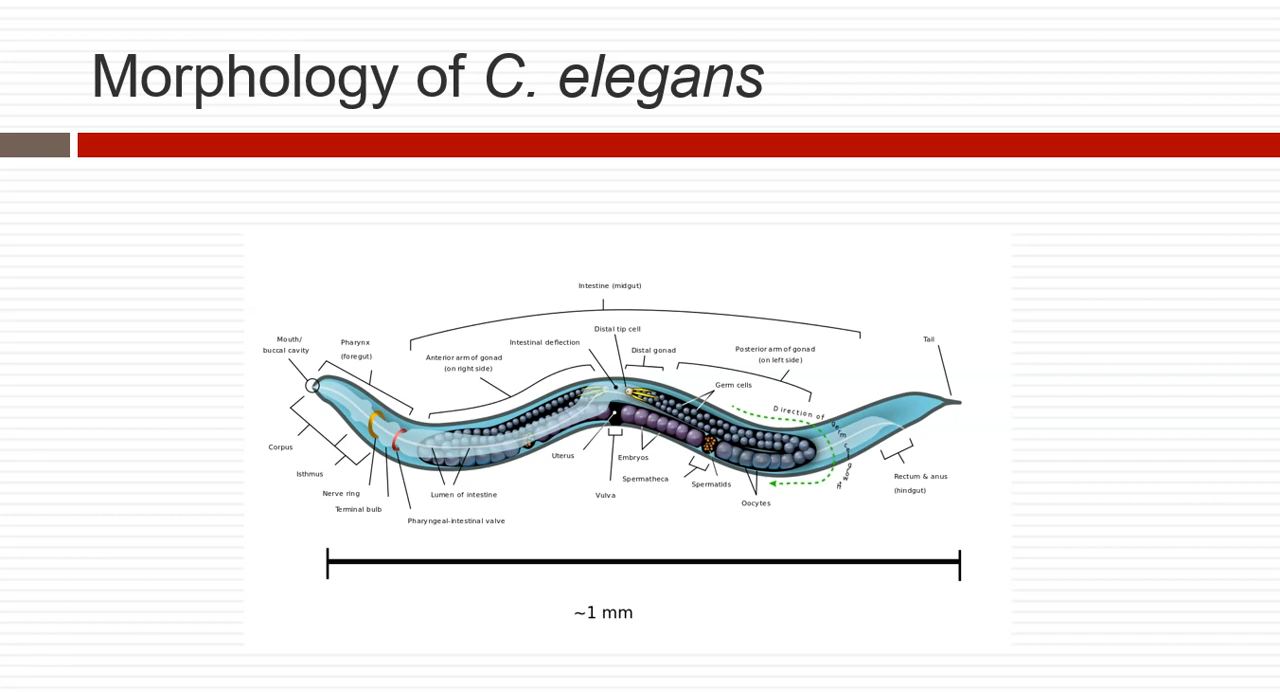 Morphology of C. elegans
Intestine (midgut)
Distal tip cell
Mouth/
buccal cavity
Pharynx
(foregut)
Intestinal deflection
Distal gonad
Anterior arm of gonad
(on right side)
Posterior arm of gonad
(on left side)
Tail
Germ cells
Direction of
germ cell
Corpus
Isthmus
Nerve ring
Terminal bulb
Pharyngeal-intestinal valve
Lumen of intestine
Uterus
Vulva
Embryos
Spermatheca
Spermatids
Oocytes
Rectum & anus
(hindgut)
~1 mm